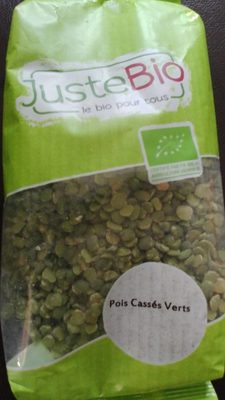 JusteBio
le bio pour tous
Pois Cassés Verts